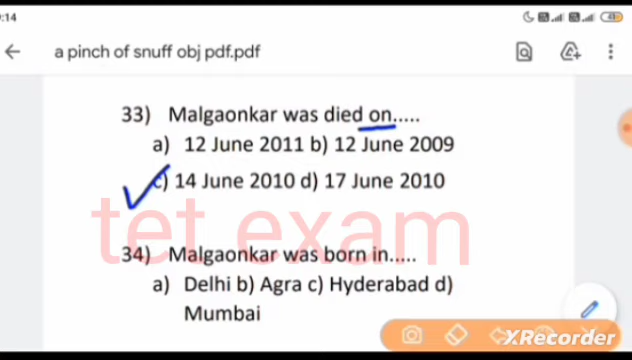 :14
43
a pinch of snuff obj pdf.pdf
33) Malgaonkar was died on.....
a) 12 June 2011 b) 12 June 2009
c) 14 June 2010 d) 17 June 2010
tet exam
34) Malgaonkar was born in.....
a) Delhi b) Agra c) Hyderabad d)
Mumbai
XRecorder